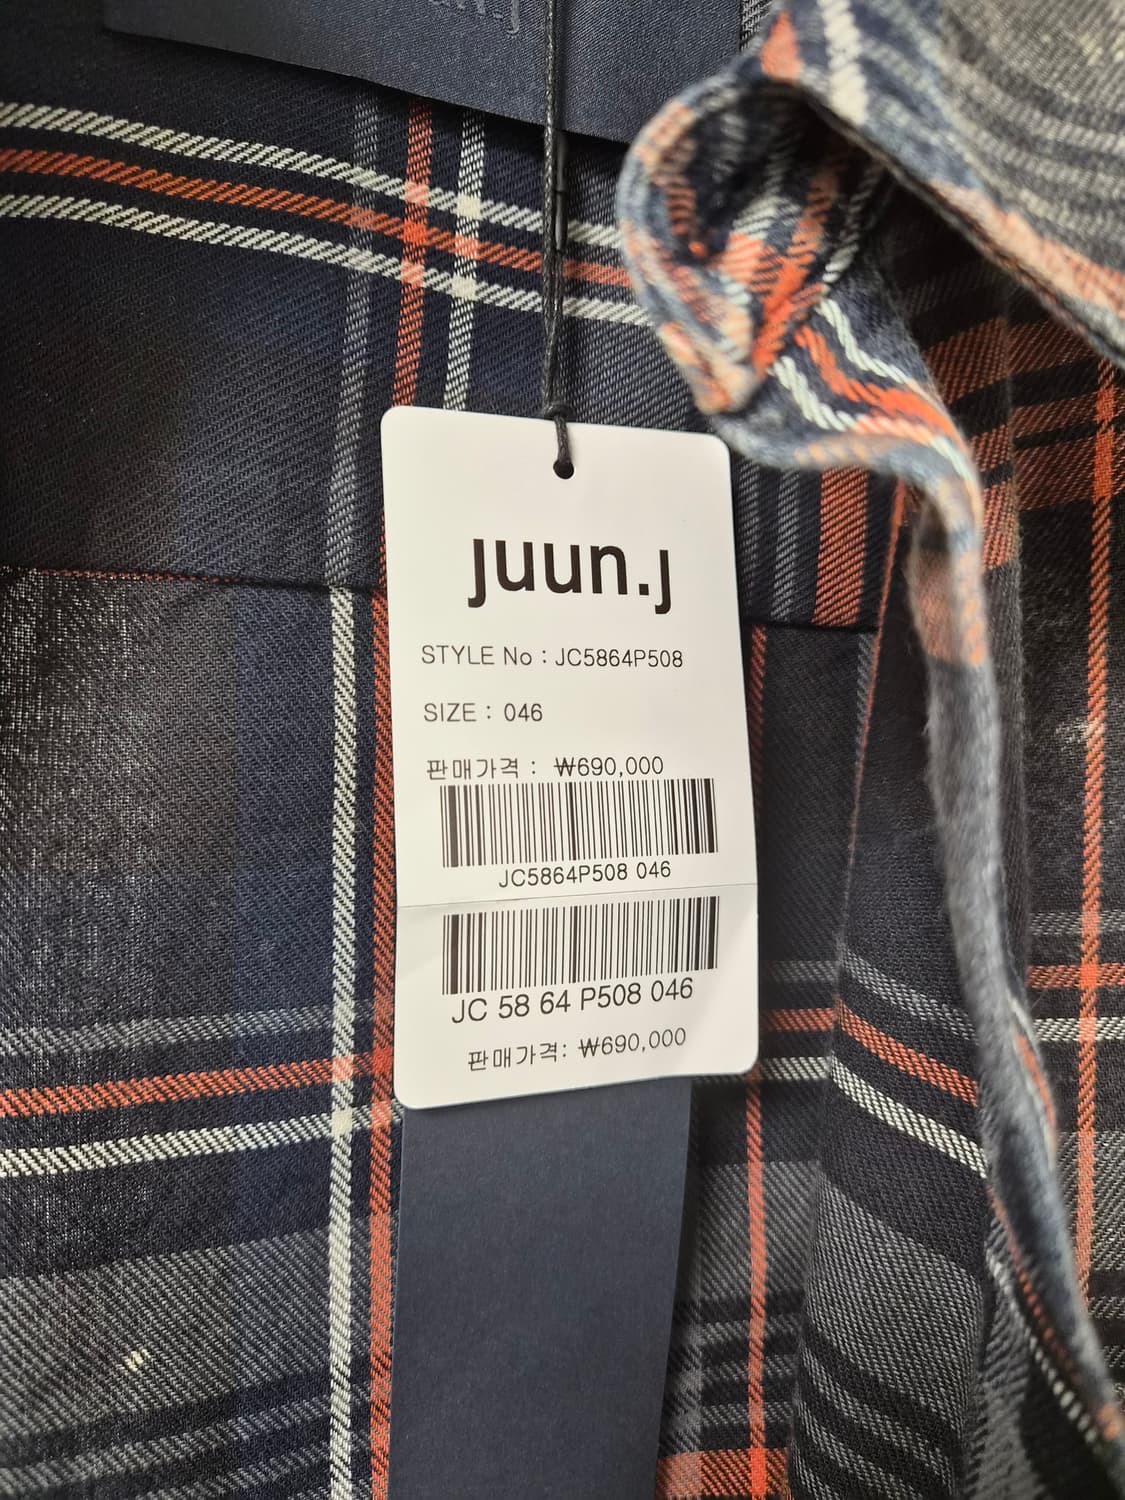 un.j
juun.j
STYLE No : JC5864P508
SIZE : 046
판매가격 : ₩690,000
JC5864P508 046
JC 58 64 P508 046
판매가격: ₩690,000